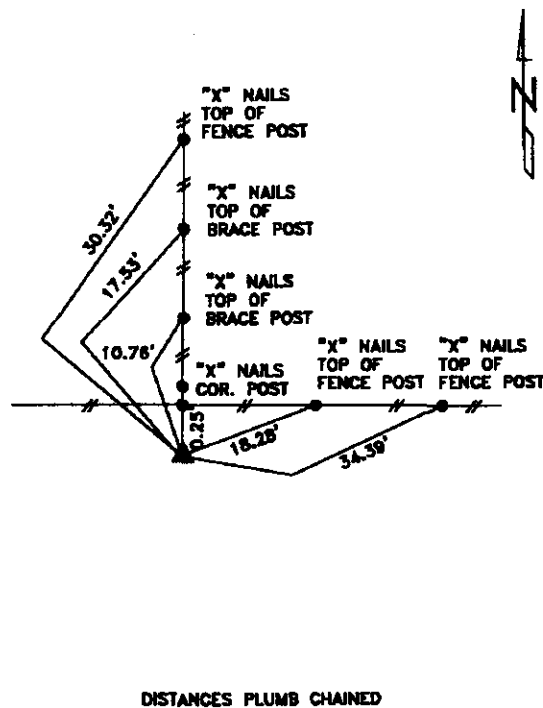 "X" NAILS
TOP OF
FENCE POST
N
30.32'
"X" NAILS
TOP OF
BRACE POST
17.53'
"X" NAILS
TOP OF
BRACE POST
10.76'
"X" NAILS
COR. POST
"X" NAILS
TOP OF
FENCE POST
"X" NAILS
TOP OF
FENCE POST
0.25'
18.28'
34.39'
DISTANCES PLUMB CHAINED